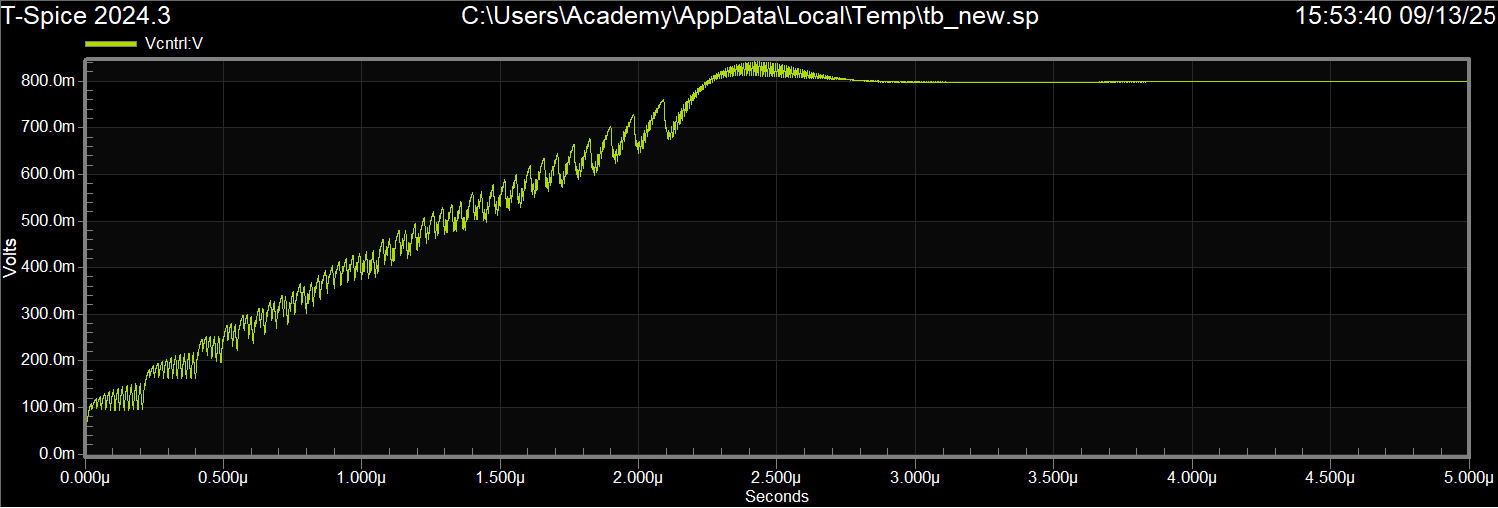 T-Spice 2024.3 C:\Users\Academy\AppData\Local\Temp\tb_new.sp 15:53:40 09/13/25
Vcntrl:V
800.0m
700.0m
600.0m
500.0m
400.0m
300.0m
200.0m
100.0m
0.0m
Volts
0.000µ 0.500µ 1.000µ 1.500µ 2.000µ 2.500µ 3.000µ 3.500µ 4.000µ 4.500µ 5.000µ
Seconds